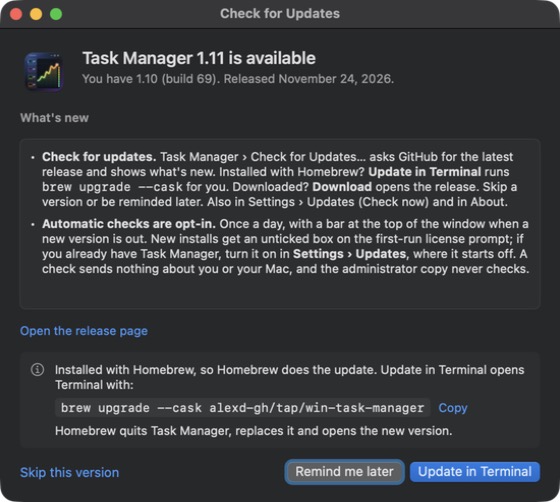 Check for Updates
Task Manager 1.11 is available
You have 1.10 (build 69). Released November 24, 2026.
What's new
• Check for updates. Task Manager › Check for Updates… asks GitHub for the latest
release and shows what's new. Installed with Homebrew? Update in Terminal runs
brew upgrade --cask for you. Downloaded? Download opens the release. Skip a
version or be reminded later. Also in Settings › Updates (Check now) and in About.
• Automatic checks are opt-in. Once a day, with a bar at the top of the window when a
new version is out. New installs get an unticked box on the first-run license prompt; if
you already have Task Manager, turn it on in Settings › Updates, where it starts off. A
check sends nothing about you or your Mac, and the administrator copy never checks.
Open the release page
Installed with Homebrew, so Homebrew does the update. Update in Terminal opens
Terminal with:
brew upgrade --cask alexd-gh/tap/win-task-manager Copy
Homebrew quits Task Manager, replaces it and opens the new version.
Skip this version Remind me later Update in Terminal